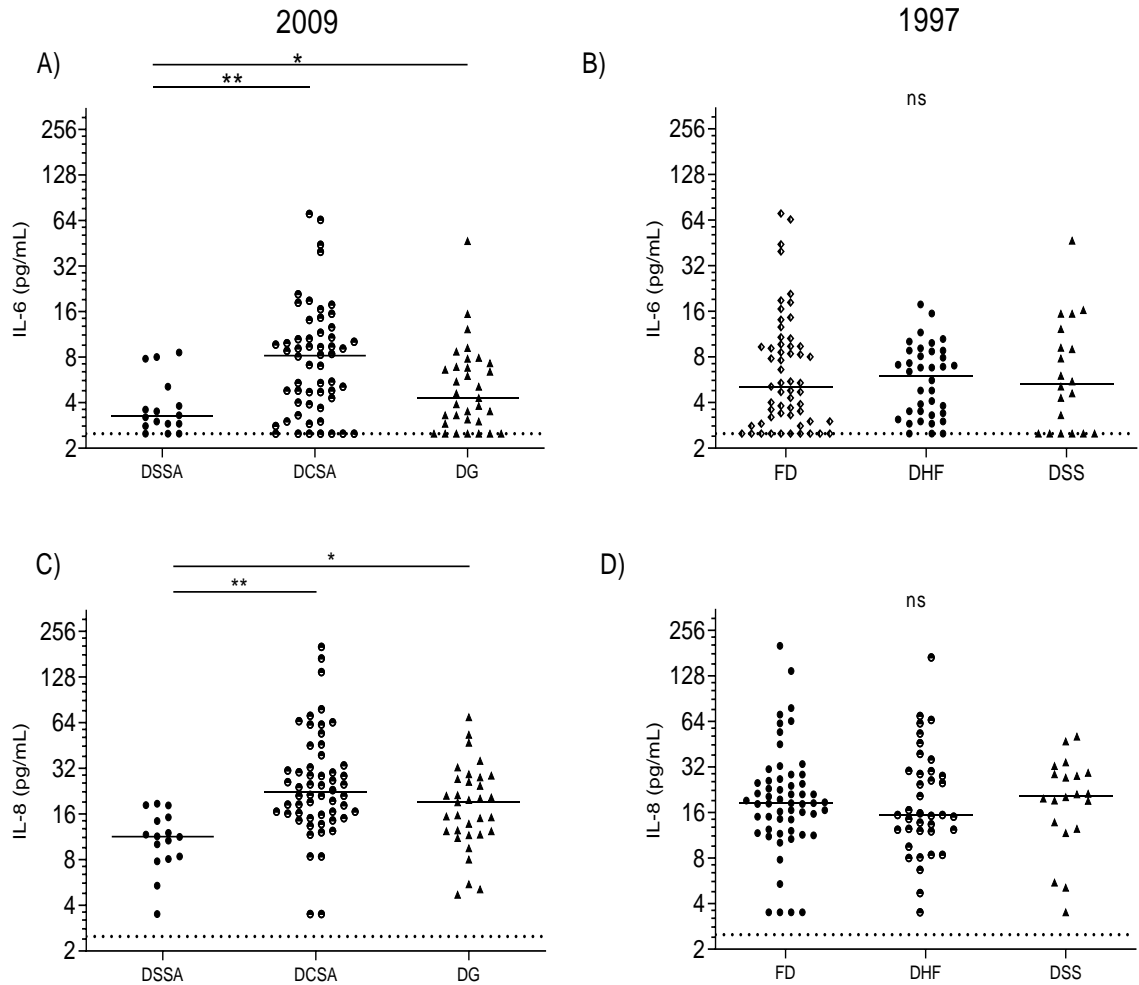 2009
1997
A)
*
**
IL-6 (pg/mL)
256
128
64
32
16
8
4
2
DSSA
DCSA
DG
B)
ns
IL-6 (pg/mL)
256
128
64
32
16
8
4
2
FD
DHF
DSS
C)
*
**
IL-8 (pg/mL)
256
128
64
32
16
8
4
2
DSSA
DCSA
DG
D)
ns
IL-8 (pg/mL)
256
128
64
32
16
8
4
2
FD
DHF
DSS